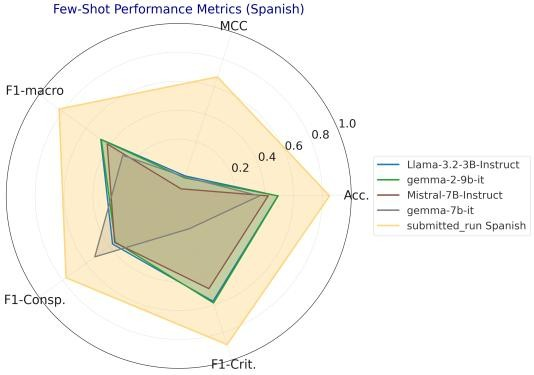 Few-Shot Performance Metrics (Spanish)
MCC
F1-macro
1.0
0.8
0.6
0.4
0.2
Acc.
F1-Consp.
F1-Crit.
Llama-3.2-3B-Instruct
gemma-2-9b-it
Mistral-7B-Instruct
gemma-7b-it
submitted_run Spanish